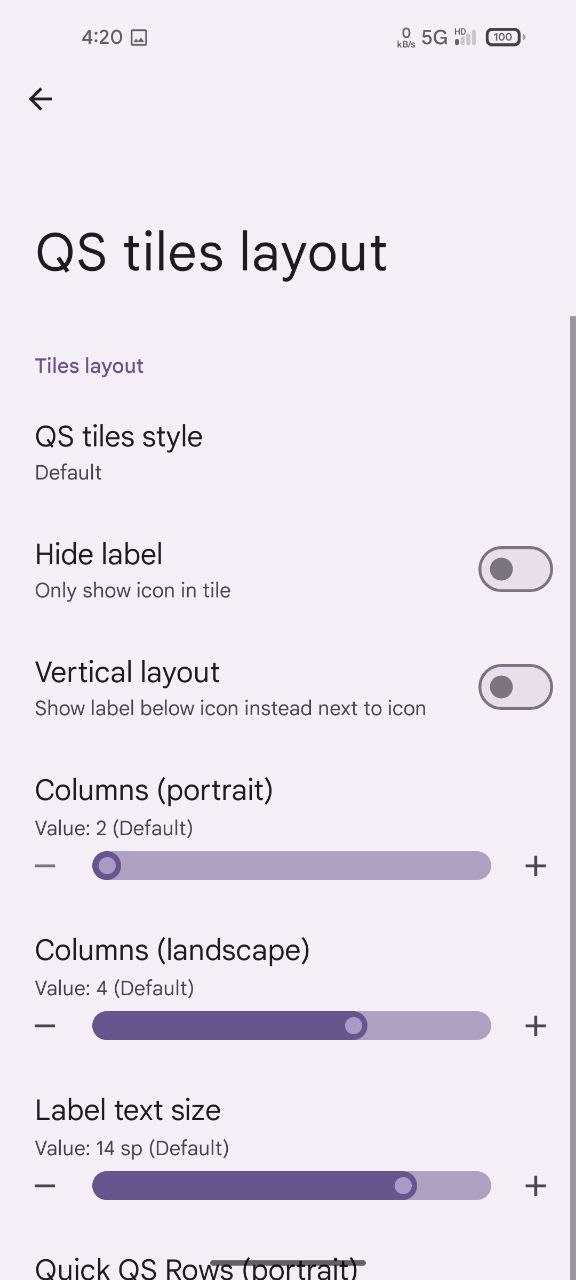 4:20 0 kB/s 5G HD 100
QS tiles layout
Tiles layout
QS tiles style
Default
Hide label
Only show icon in tile
Vertical layout
Show label below icon instead next to icon
Columns (portrait)
Value: 2 (Default)
Columns (landscape)
Value: 4 (Default)
Label text size
Value: 14 sp (Default)
Quick QS Rows (portrait)